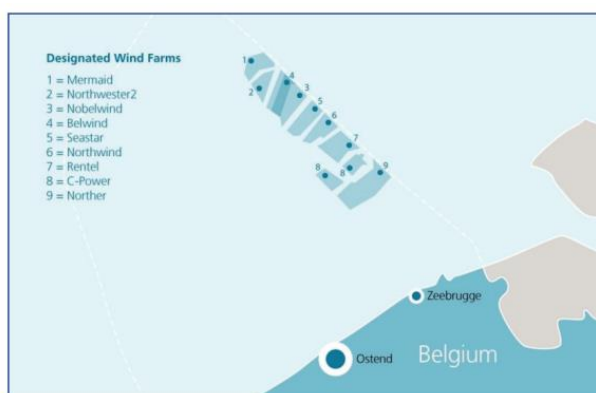 Designated Wind Farms
1 = Mermaid
2 = Northwester2
3 = Nobelwind
4 = Belwind
5 = Seastar
6 = Northwind
7 = Rentel
8 = C-Power
9 = Norther
1
4
2
3
5
6
7
8
8
9
Zeebrugge
Ostend
Belgium